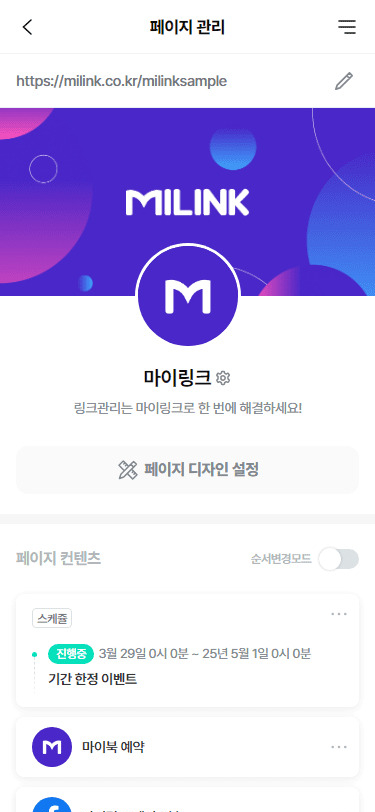 페이지 관리
https://milink.co.kr/milinksample
MILINK
M
마이링크
링크관리는 마이링크로 한 번에 해결하세요!
페이지 디자인 설정
페이지 컨텐츠
순서변경모드
스케줄
진행중 3월 29일 0시 0분 ~ 25년 5월 1일 0시 0분
기간 한정 이벤트
M
마이북 예약